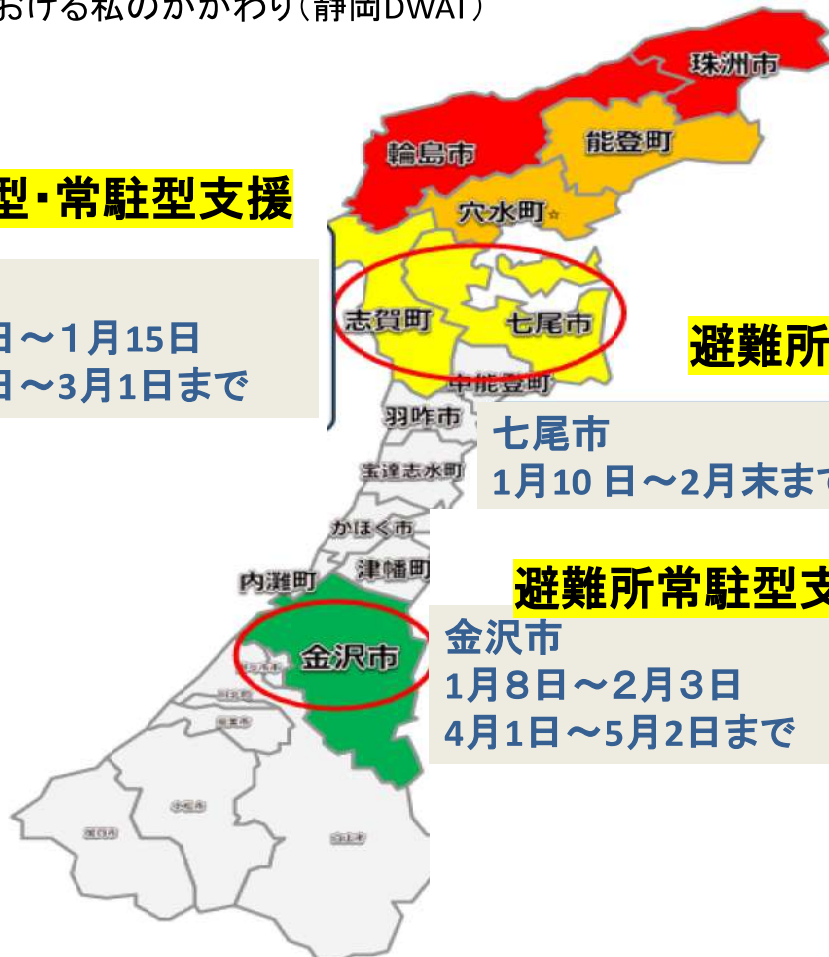 おける私のかかわり（静岡DWAT）
珠洲市
輪島市
能登町
穴水町☆
型・常駐型支援
志賀町
七尾市
日～１月15日
日～3月1日まで
避難所
中能登町
羽咋市
七尾市
1月10 日～2月末まで
宝達志水町
かほく市
津幡町
内灘町
避難所常駐型支
金沢市
金沢市
1月８日～２月３日
4月1日～5月2日まで
小松市
白山市